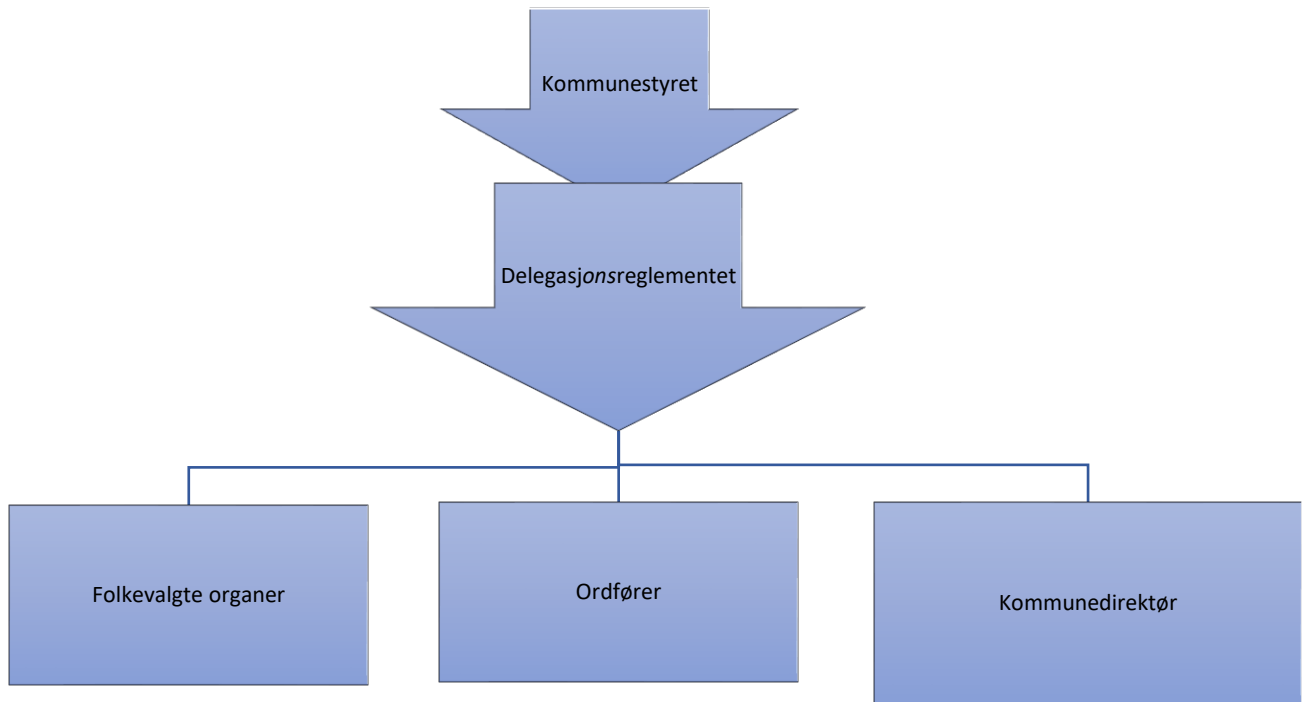 Kommunestyret
Delegasjonsreglementet
Folkevalgte organer
Ordfører
Kommunedirektør